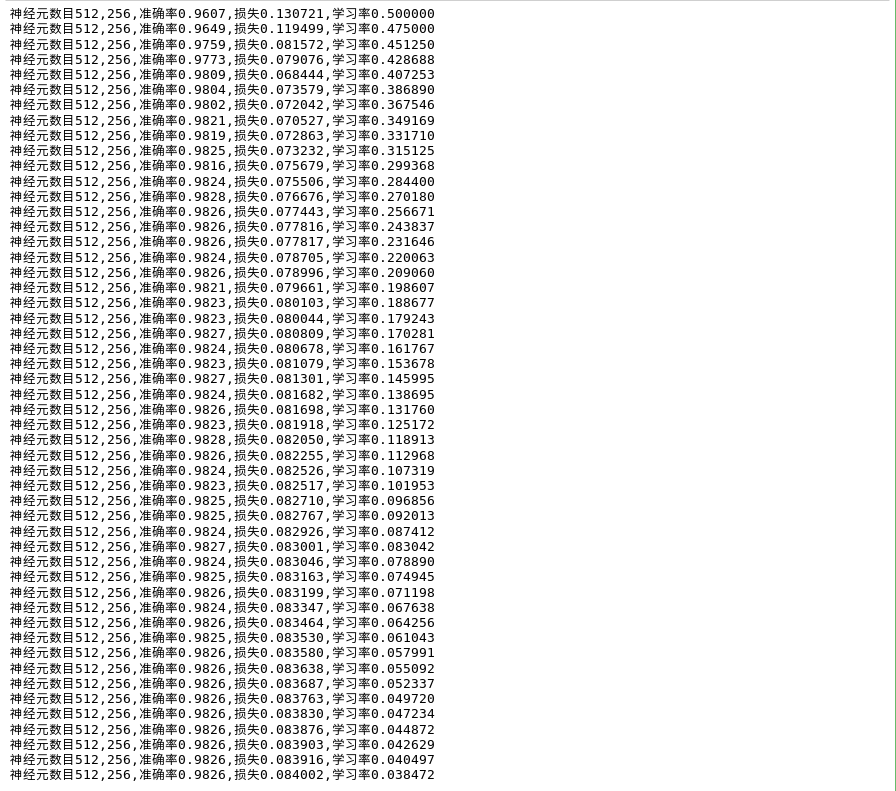 神经元数目512,256,准确率0.9607,损失0.130721,学习率0.500000
神经元数目512,256,准确率0.9649,损失0.119499,学习率0.475000
神经元数目512,256,准确率0.9759,损失0.081572,学习率0.451250
神经元数目512,256,准确率0.9773,损失0.079076,学习率0.428688
神经元数目512,256,准确率0.9809,损失0.068444,学习率0.407253
神经元数目512,256,准确率0.9804,损失0.073579,学习率0.386890
神经元数目512,256,准确率0.9802,损失0.072042,学习率0.367546
神经元数目512,256,准确率0.9821,损失0.070527,学习率0.349169
神经元数目512,256,准确率0.9819,损失0.072863,学习率0.331710
神经元数目512,256,准确率0.9825,损失0.073232,学习率0.315125
神经元数目512,256,准确率0.9816,损失0.075679,学习率0.299368
神经元数目512,256,准确率0.9824,损失0.075506,学习率0.284400
神经元数目512,256,准确率0.9828,损失0.076676,学习率0.270180
神经元数目512,256,准确率0.9826,损失0.077443,学习率0.256671
神经元数目512,256,准确率0.9826,损失0.077816,学习率0.243837
神经元数目512,256,准确率0.9826,损失0.077817,学习率0.231646
神经元数目512,256,准确率0.9824,损失0.078705,学习率0.220063
神经元数目512,256,准确率0.9826,损失0.078996,学习率0.209060
神经元数目512,256,准确率0.9821,损失0.079661,学习率0.198607
神经元数目512,256,准确率0.9823,损失0.080103,学习率0.188677
神经元数目512,256,准确率0.9823,损失0.080044,学习率0.179243
神经元数目512,256,准确率0.9827,损失0.080809,学习率0.170281
神经元数目512,256,准确率0.9824,损失0.080678,学习率0.161767
神经元数目512,256,准确率0.9823,损失0.081079,学习率0.153678
神经元数目512,256,准确率0.9827,损失0.081301,学习率0.145995
神经元数目512,256,准确率0.9824,损失0.081682,学习率0.138695
神经元数目512,256,准确率0.9826,损失0.081698,学习率0.131760
神经元数目512,256,准确率0.9823,损失0.081918,学习率0.125172
神经元数目512,256,准确率0.9828,损失0.082050,学习率0.118913
神经元数目512,256,准确率0.9826,损失0.082255,学习率0.112968
神经元数目512,256,准确率0.9824,损失0.082526,学习率0.107319
神经元数目512,256,准确率0.9823,损失0.082517,学习率0.101953
神经元数目512,256,准确率0.9825,损失0.082710,学习率0.096856
神经元数目512,256,准确率0.9825,损失0.082767,学习率0.092013
神经元数目512,256,准确率0.9824,损失0.082926,学习率0.087412
神经元数目512,256,准确率0.9827,损失0.083001,学习率0.083042
神经元数目512,256,准确率0.9824,损失0.083046,学习率0.078890
神经元数目512,256,准确率0.9825,损失0.083163,学习率0.074945
神经元数目512,256,准确率0.9826,损失0.083199,学习率0.071198
神经元数目512,256,准确率0.9824,损失0.083347,学习率0.067638
神经元数目512,256,准确率0.9826,损失0.083464,学习率0.064256
神经元数目512,256,准确率0.9825,损失0.083530,学习率0.061043
神经元数目512,256,准确率0.9826,损失0.083580,学习率0.057991
神经元数目512,256,准确率0.9826,损失0.083638,学习率0.055092
神经元数目512,256,准确率0.9826,损失0.083687,学习率0.052337
神经元数目512,256,准确率0.9826,损失0.083763,学习率0.049720
神经元数目512,256,准确率0.9826,损失0.083830,学习率0.047234
神经元数目512,256,准确率0.9826,损失0.083876,学习率0.044872
神经元数目512,256,准确率0.9826,损失0.083903,学习率0.042629
神经元数目512,256,准确率0.9826,损失0.083916,学习率0.040497
神经元数目512,256,准确率0.9826,损失0.084002,学习率0.038472